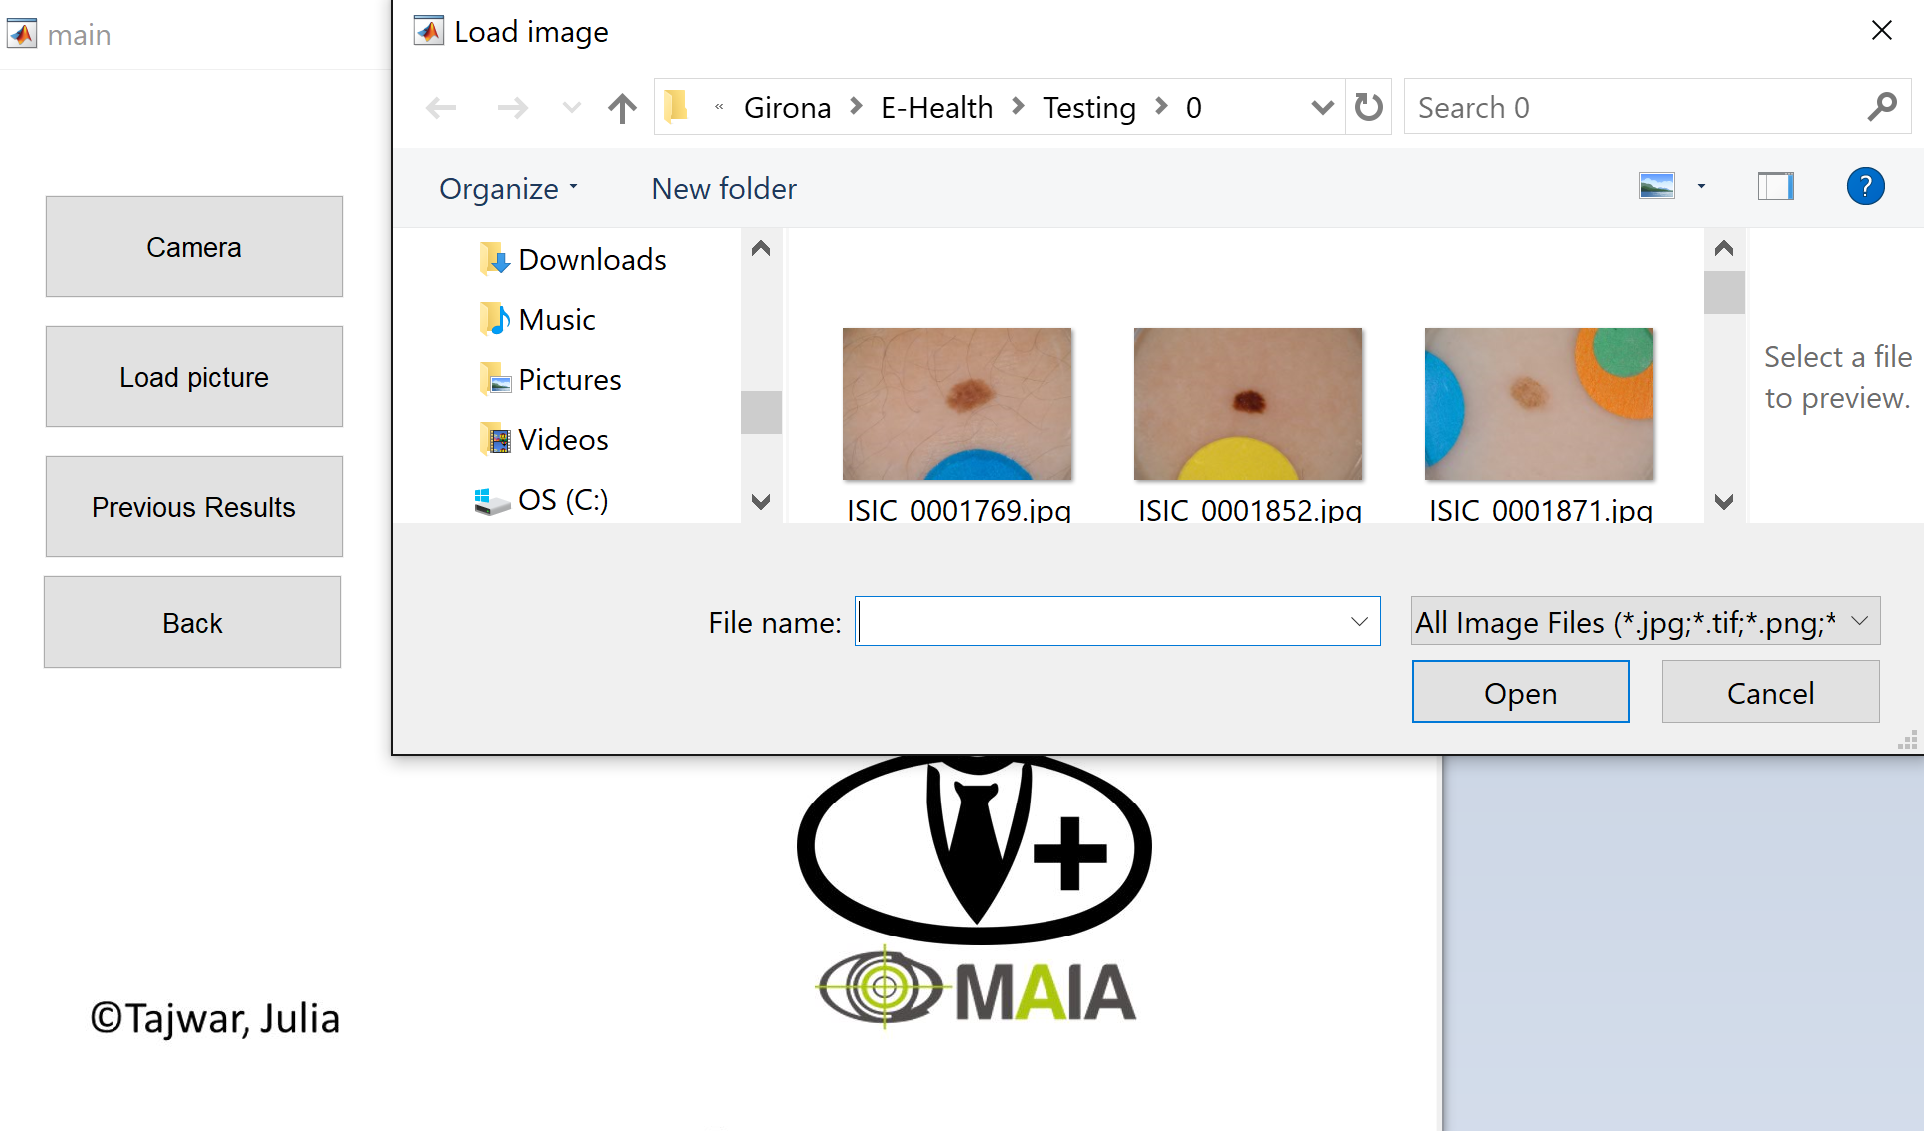 main
Load image
« Girona > E-Health > Testing > 0
Search 0
Organize
New folder
?
Camera
Load picture
Previous Results
Back
Downloads
Music
Pictures
Videos
OS (C:)
ISIC_0001769.jpg
ISIC_0001852.jpg
ISIC_0001871.jpg
Select a file
to preview.
File name:
All Image Files (*.jpg;*.tif;*.png;*
Open
Cancel
MAIA
©Tajwar, Julia